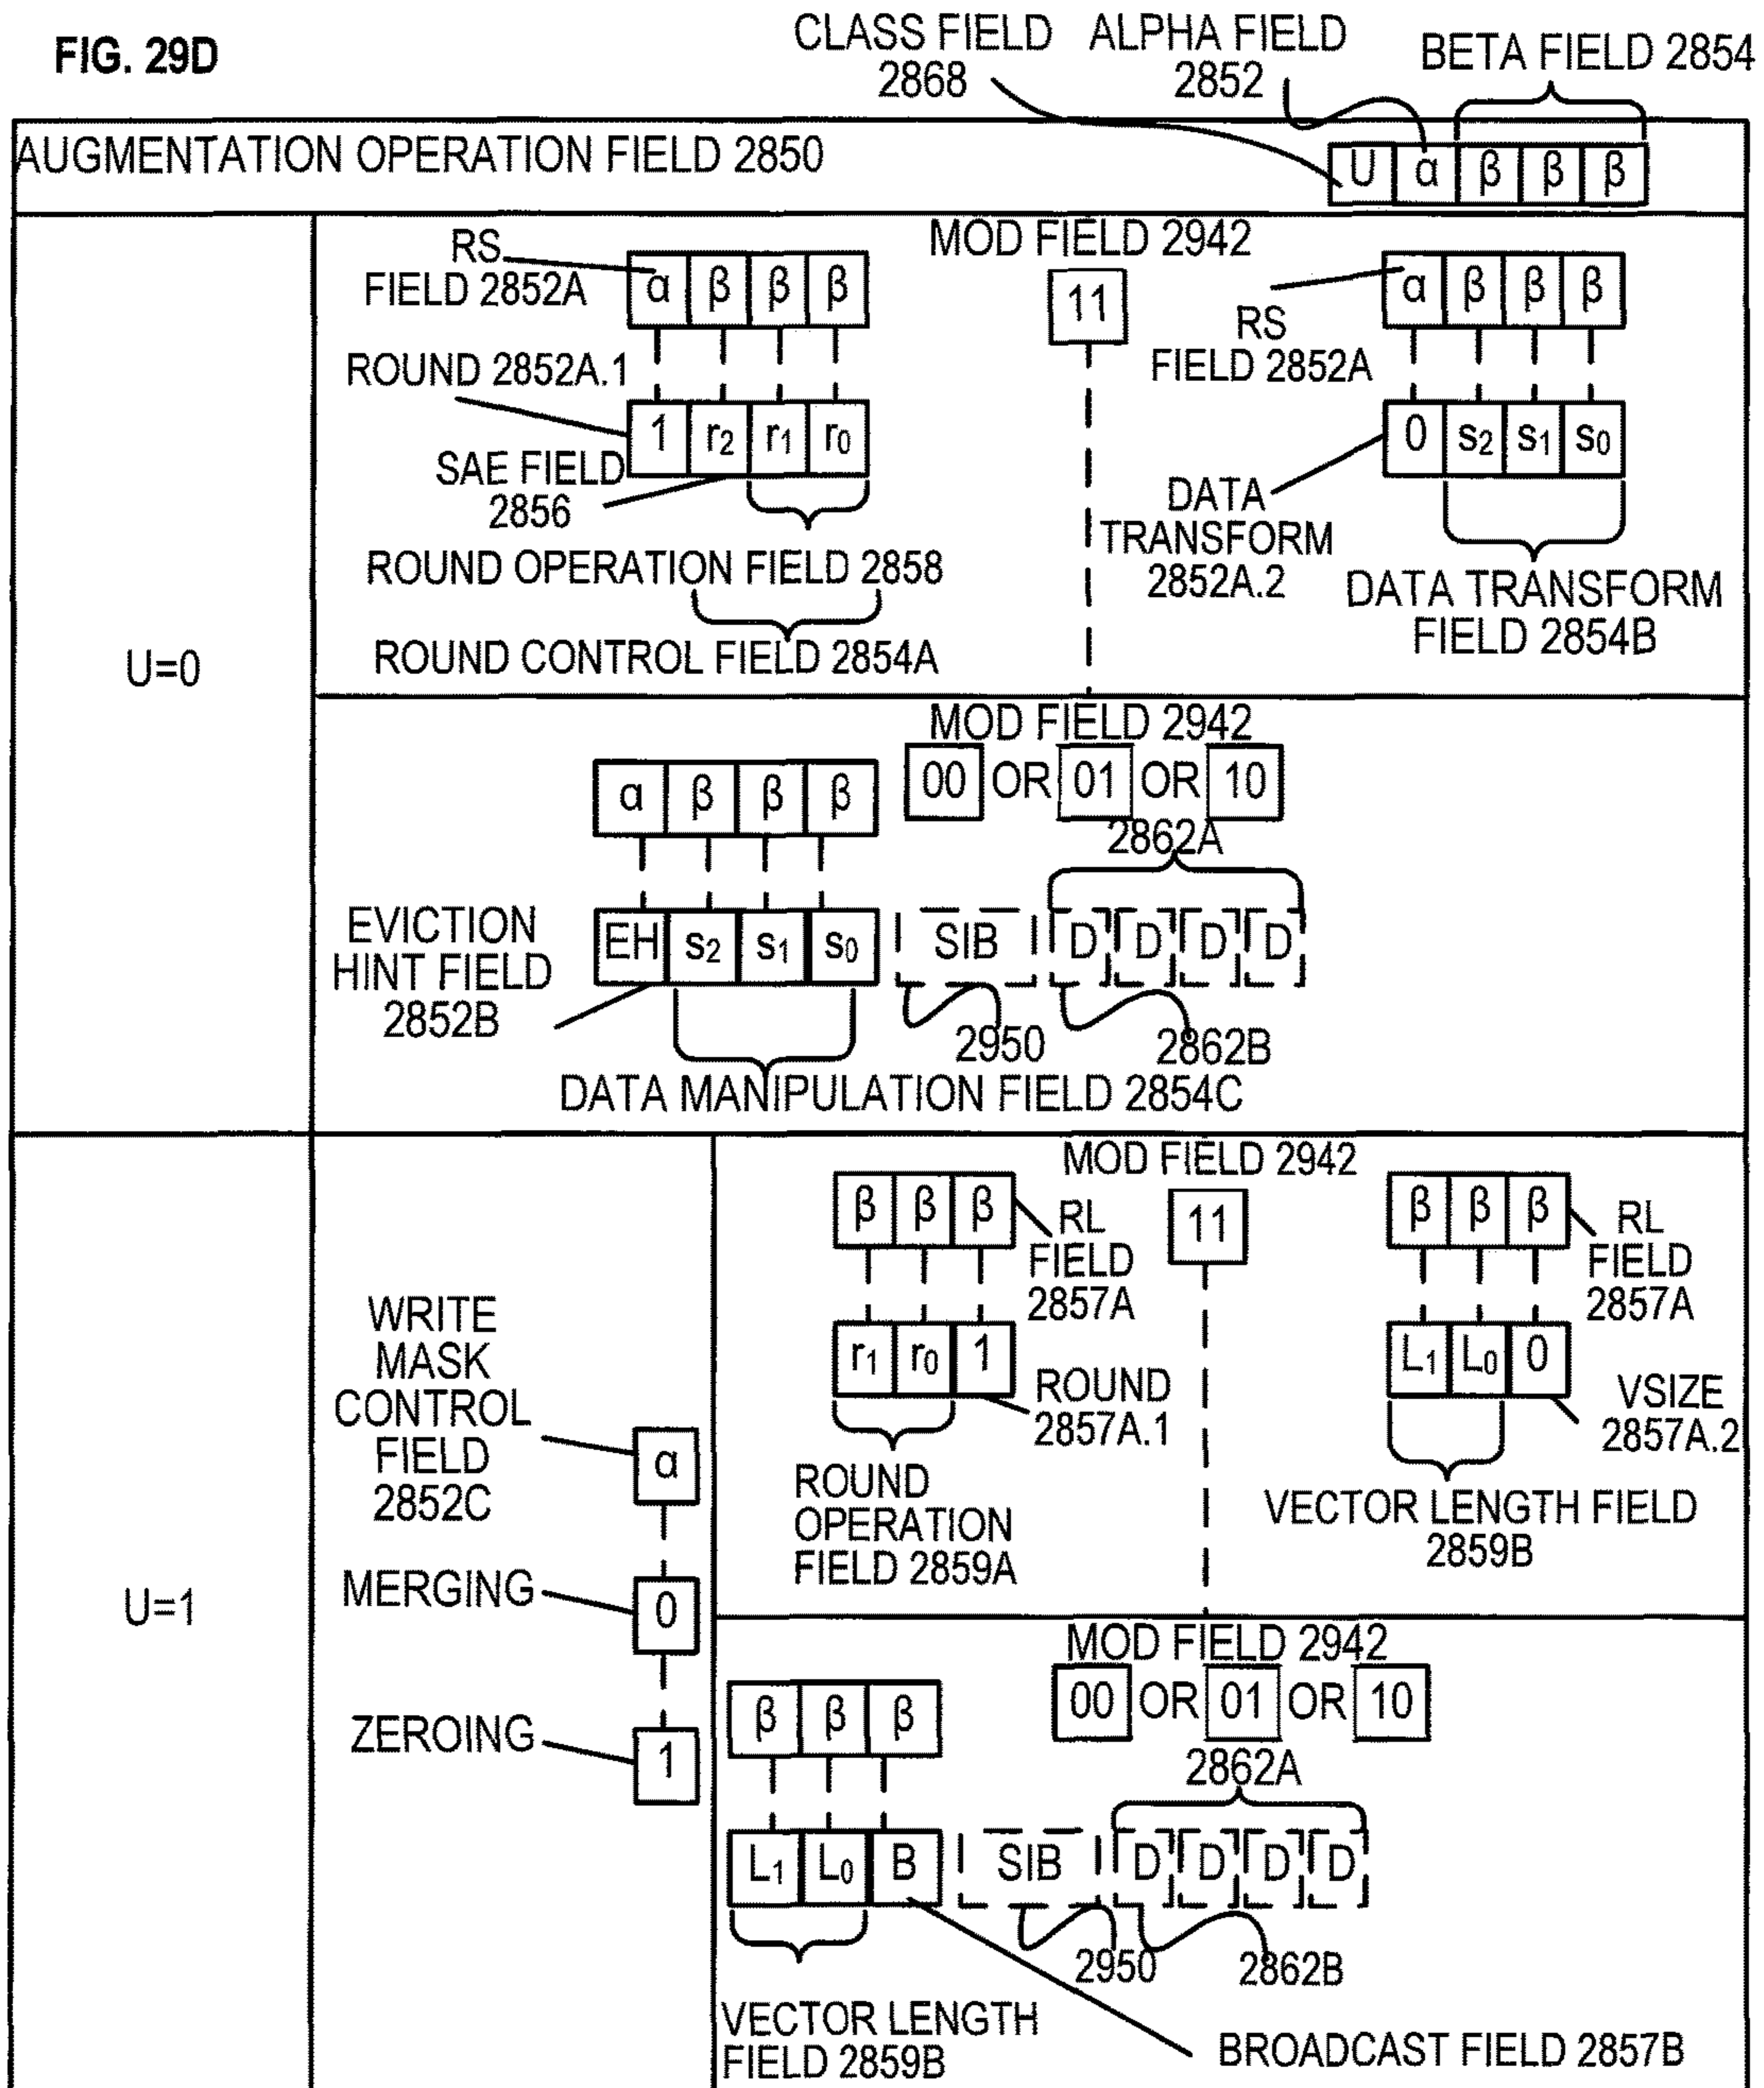 FIG. 29D
CLASS FIELD
2868
ALPHA FIELD
2852
BETA FIELD 2854
AUGMENTATION OPERATION FIELD 2850
U α β β β
U=0
MOD FIELD 2942
11
RS
FIELD 2852A
α β β β
ROUND 2852A.1
1 r2 r1 r0
SAE FIELD
2856
ROUND OPERATION FIELD 2858
ROUND CONTROL FIELD 2854A
α β β β
RS
FIELD 2852A
0 s2 s1 s0
DATA
TRANSFORM
2852A.2
DATA TRANSFORM
FIELD 2854B
MOD FIELD 2942
00 OR 01 OR 10
α β β β
2862A
EVICTION
HINT FIELD
2852B
EH s2 s1 s0 SIB D D D D
2950
2862B
DATA MANIPULATION FIELD 2854C
U=1
WRITE
MASK
CONTROL
FIELD
2852C
α
MERGING 0
ZEROING 1
MOD FIELD 2942
11
β β β
RL
FIELD
2857A
r1 r0 1
ROUND
2857A.1
ROUND
OPERATION
FIELD 2859A
β β β
RL
FIELD
2857A
L1 L0 0
VSIZE
2857A.2
VECTOR LENGTH FIELD
2859B
MOD FIELD 2942
00 OR 01 OR 10
β β β
2862A
L1 L0 B SIB D D D D
2950
2862B
VECTOR LENGTH
FIELD 2859B
BROADCAST FIELD 2857B